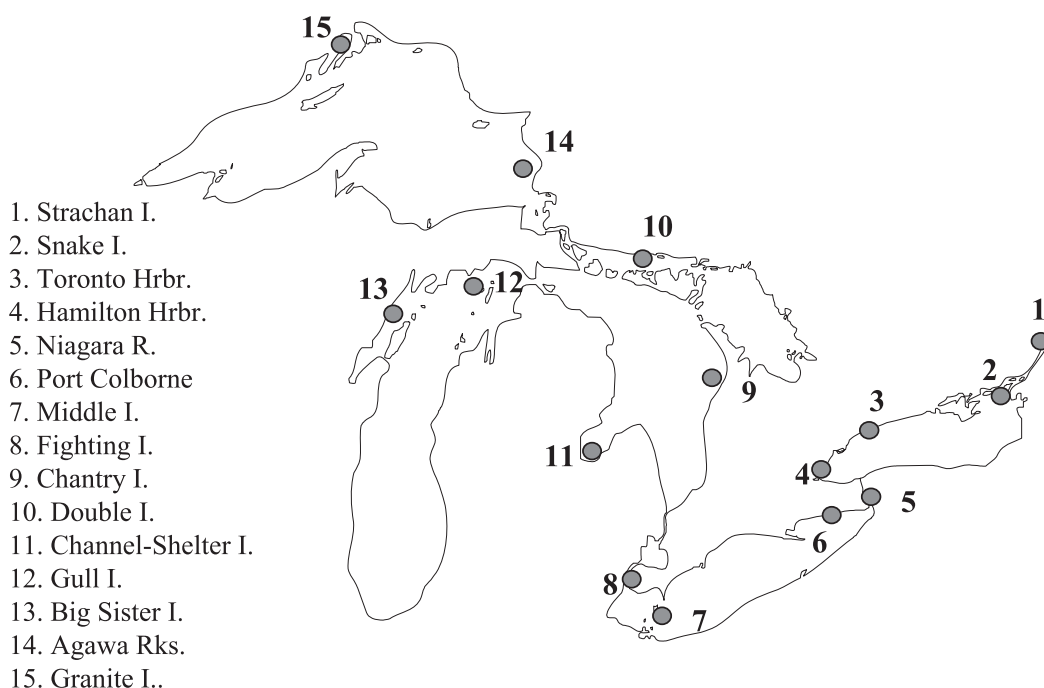 15
14
10
12
13
1
2
9
3
11
4
5
6
8
7
1. Strachan I.
2. Snake I.
3. Toronto Hrbr.
4. Hamilton Hrbr.
5. Niagara R.
6. Port Colborne
7. Middle I.
8. Fighting I.
9. Chantry I.
10. Double I.
11. Channel-Shelter I.
12. Gull I.
13. Big Sister I.
14. Agawa Rks.
15. Granite I..